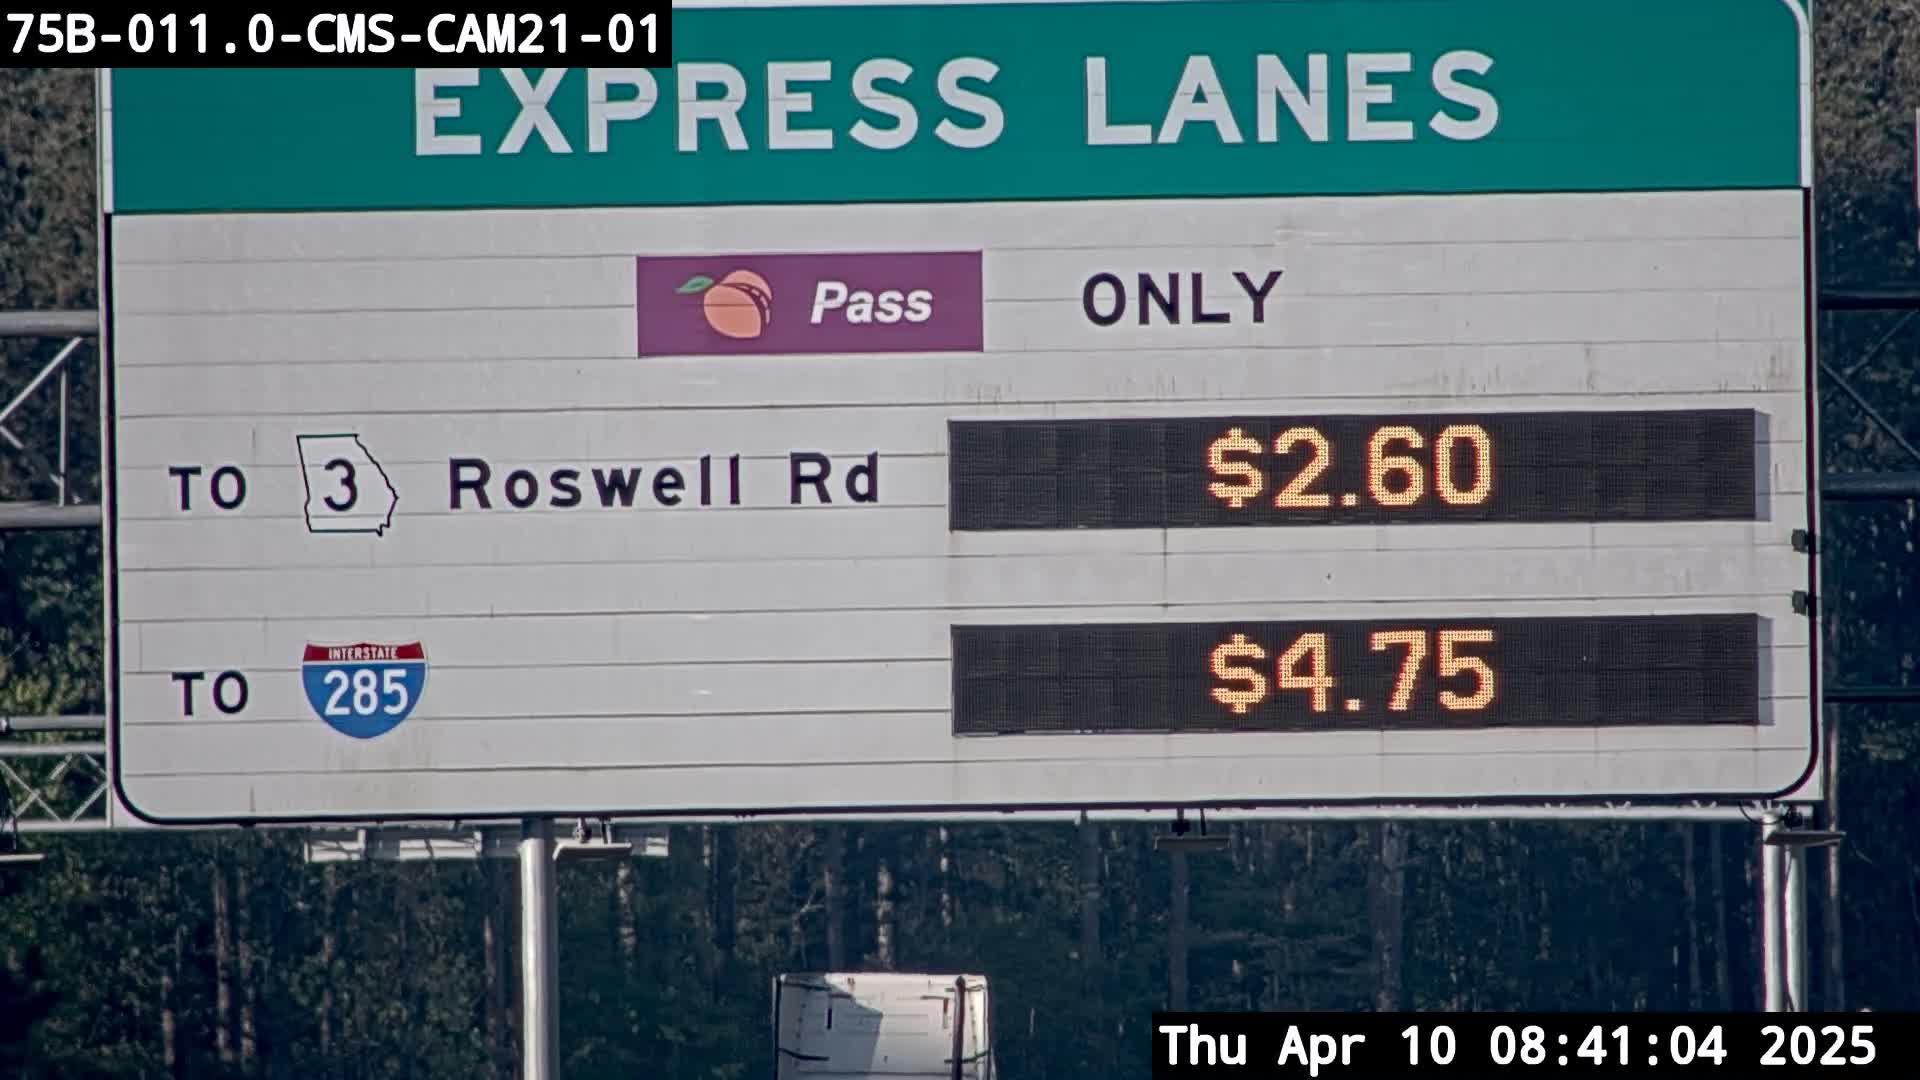 75B-011.0-CMS-CAM21-01
EXPRESS LANES
Pass ONLY
TO 3 Roswell Rd $2.60
TO INTERSTATE 285 $4.75
Thu Apr 10 08:41:04 2025